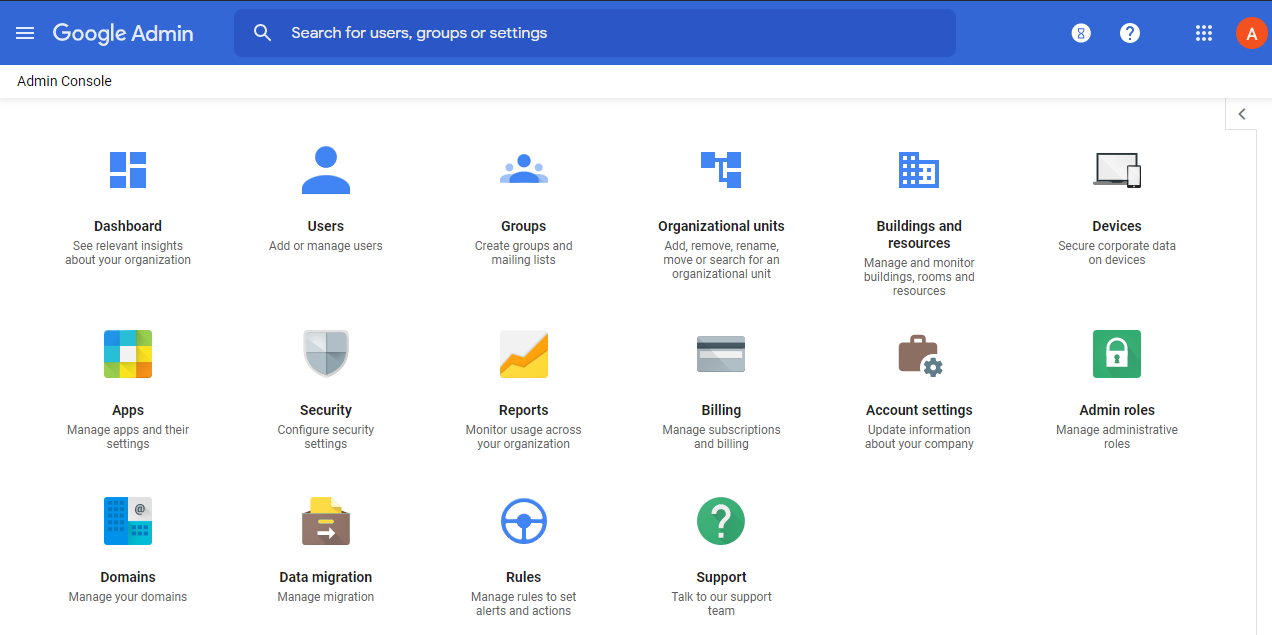 Google Admin
Search for users, groups or settings
A
Admin Console
Dashboard
See relevant insights
about your organization
Users
Add or manage users
Groups
Create groups and
mailing lists
Organizational units
Add, remove, rename,
move or search for an
organizational unit
Buildings and
resources
Manage and monitor
buildings, rooms and
resources
Devices
Secure corporate data
on devices
Apps
Manage apps and their
settings
Security
Configure security
settings
Reports
Monitor usage across
your organization
Billing
Manage subscriptions
and billing
Account settings
Update information
about your company
Admin roles
Manage administrative
roles
@
Domains
Manage your domains
Data migration
Manage migration
Rules
Manage rules to set
alerts and actions
Support
Talk to our support
team